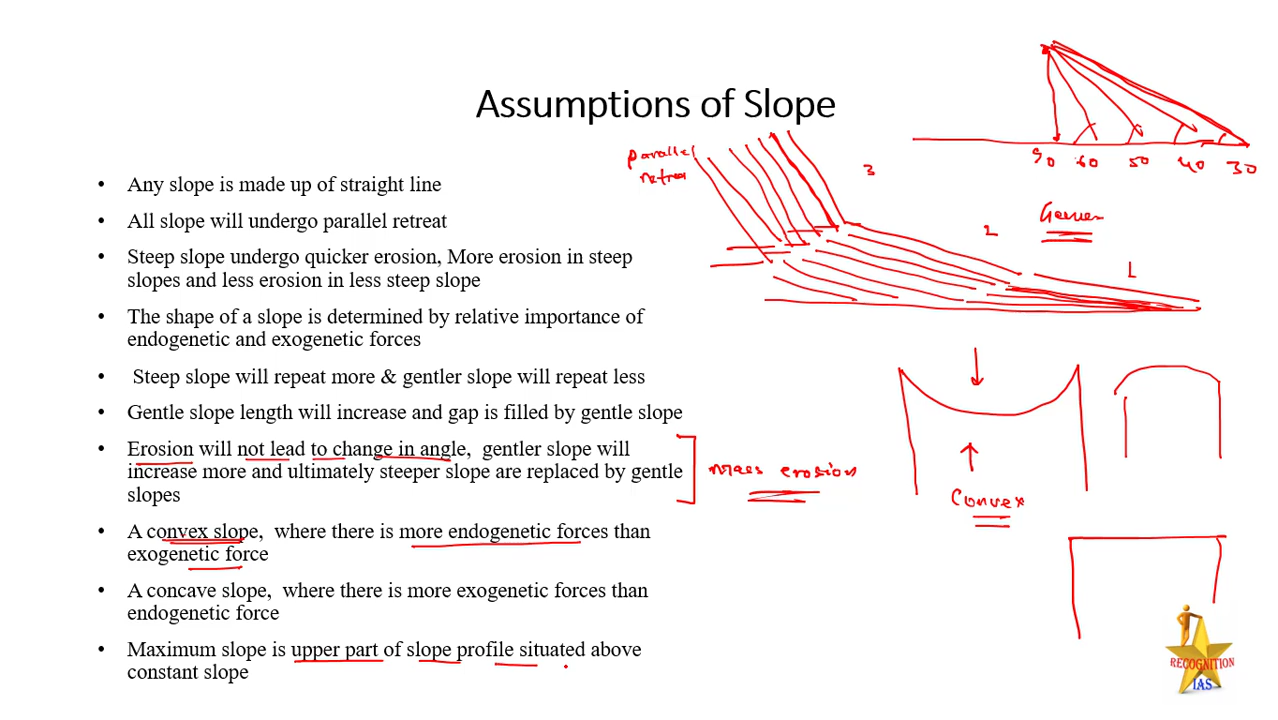 Assumptions of Slope
• Any slope is made up of straight line
• All slope will undergo parallel retreat
• Steep slope undergo quicker erosion, More erosion in steep
slopes and less erosion in less steep slope
• The shape of a slope is determined by relative importance of
endogenetic and exogenetic forces
• Steep slope will repeat more & gentler slope will repeat less
• Gentle slope length will increase and gap is filled by gentle slope
• Erosion will not lead to change in angle, gentler slope will
increase more and ultimately steeper slope are replaced by gentle
slopes
• A convex slope, where there is more endogenetic forces than
exogenetic force
• A concave slope, where there is more exogenetic forces than
endogenetic force
• Maximum slope is upper part of slope profile situated above
constant slope
parallel
3
2
1
90 60 50 40 30
Mass erosion
Convex
RECOGNITION
IAS